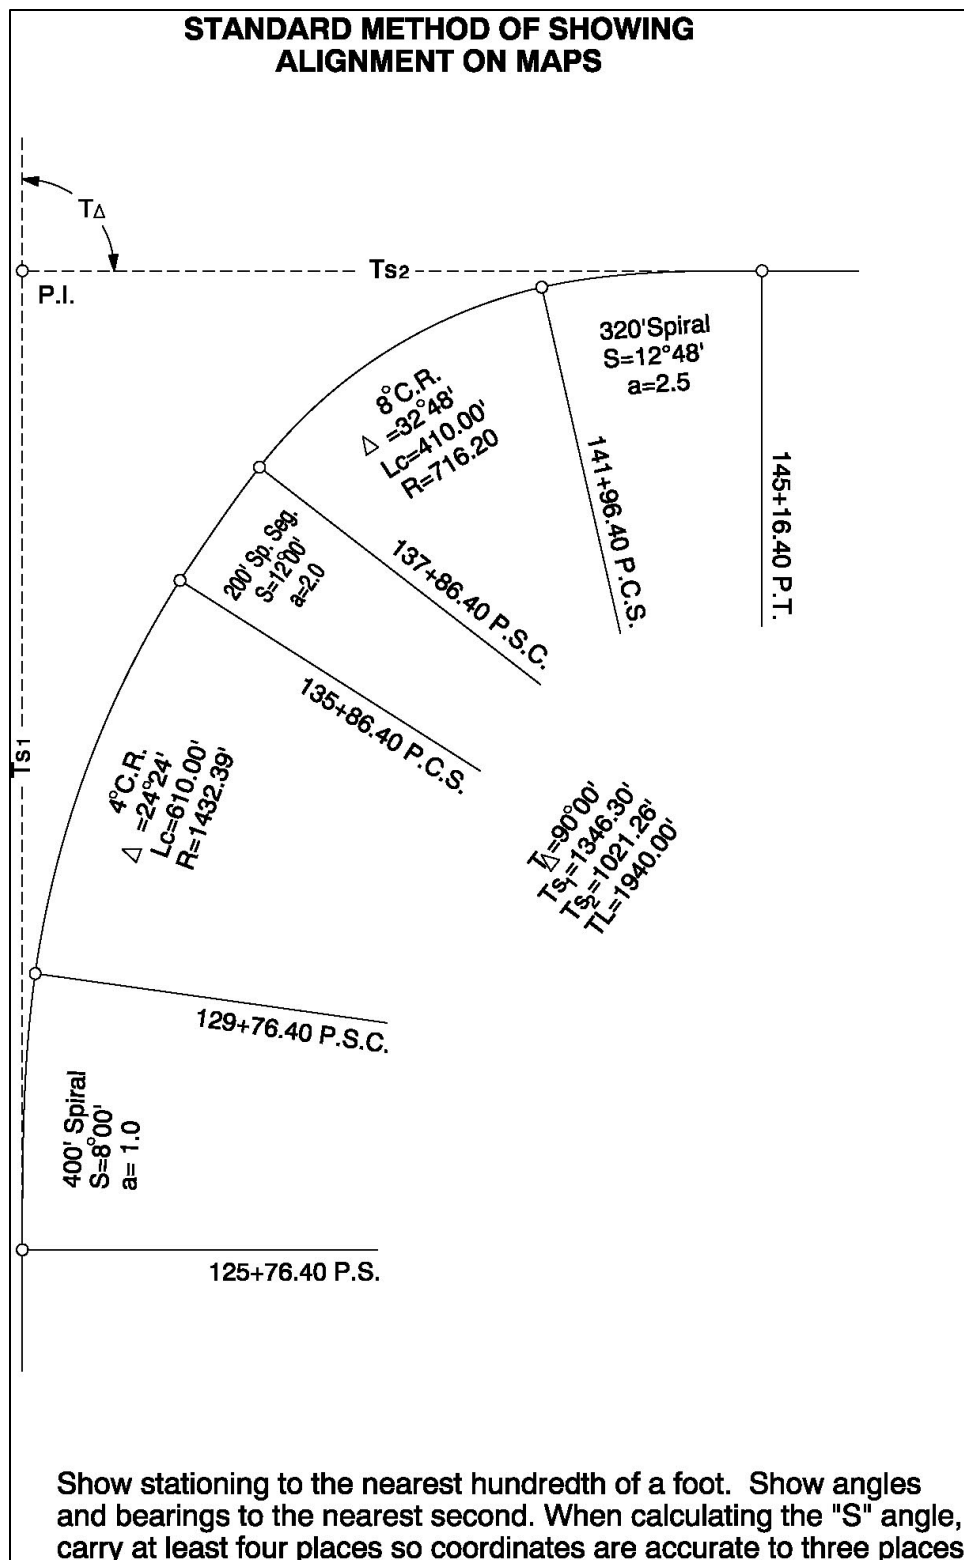 STANDARD METHOD OF SHOWING
ALIGNMENT ON MAPS
T∆
Ts2
P.I.
320'Spiral
S=12°48'
a=2.5
8°C.R.
∆ =32°48'
Lc=410.00'
R=716.20
141+96.40 P.C.S.
145+16.40 P.T.
200' Sp. Seg.
S=12°00'
a=2.0
137+86.40 P.S.C.
135+86.40 P.C.S.
Ts1
4°C.R.
∆ =24°24'
Lc=610.00'
R=1432.39'
T∆=90°00'
Ts1=1346.30'
Ts2=1021.26'
TL=1940.00'
129+76.40 P.S.C.
400' Spiral
S=8°00'
a= 1.0
125+76.40 P.S.
Show stationing to the nearest hundredth of a foot. Show angles
and bearings to the nearest second. When calculating the "S" angle,
carry at least four places so coordinates are accurate to three places